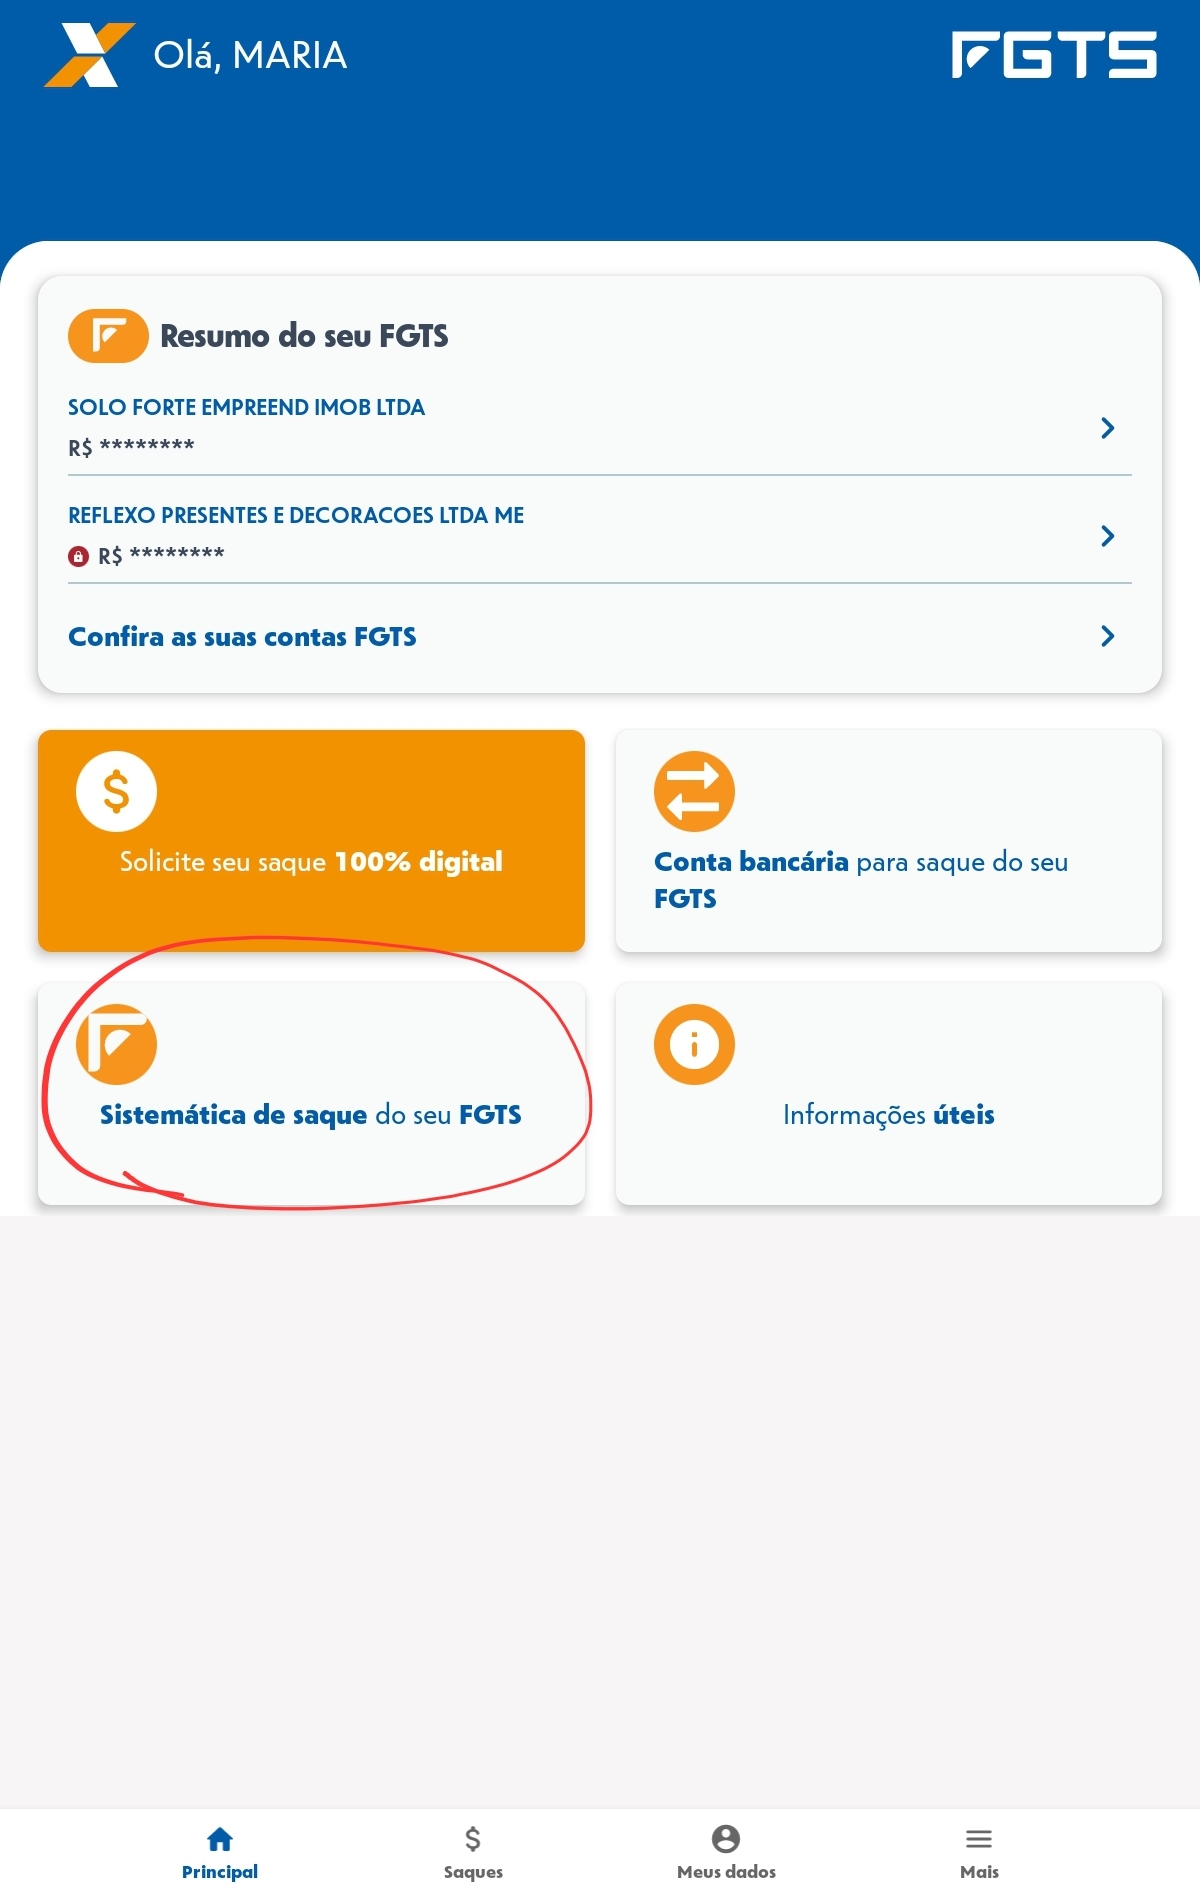 Olá, MARIA
FGTS
Resumo do seu FGTS
SOLO FORTE EMPREEND IMOB LTDA
R$ ********
REFLEXO PRESENTES E DECORACOES LTDA ME
R$ ********
Confira as suas contas FGTS
$
Solicite seu saque 100% digital
Conta bancária para saque do seu
FGTS
Sistemática de saque do seu FGTS
Informações úteis
Principal
Saques
Meus dados
Mais